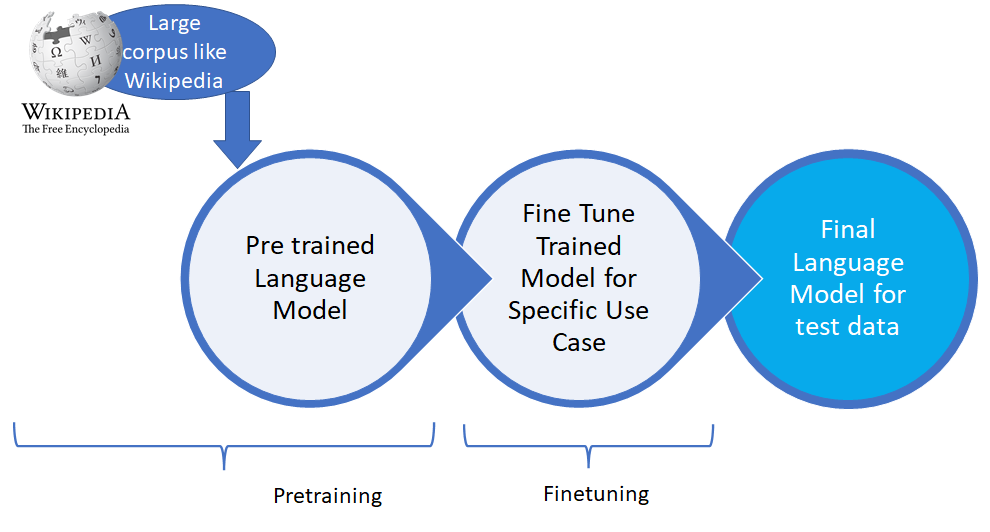 Large
corpus like
Wikipedia
Ω
W
И
維
WIKIPEDIA
The Free Encyclopedia
Pre trained
Language
Model
Fine Tune
Trained
Model for
Specific Use
Case
Final
Language
Model for
test data
Pretraining
Finetuning